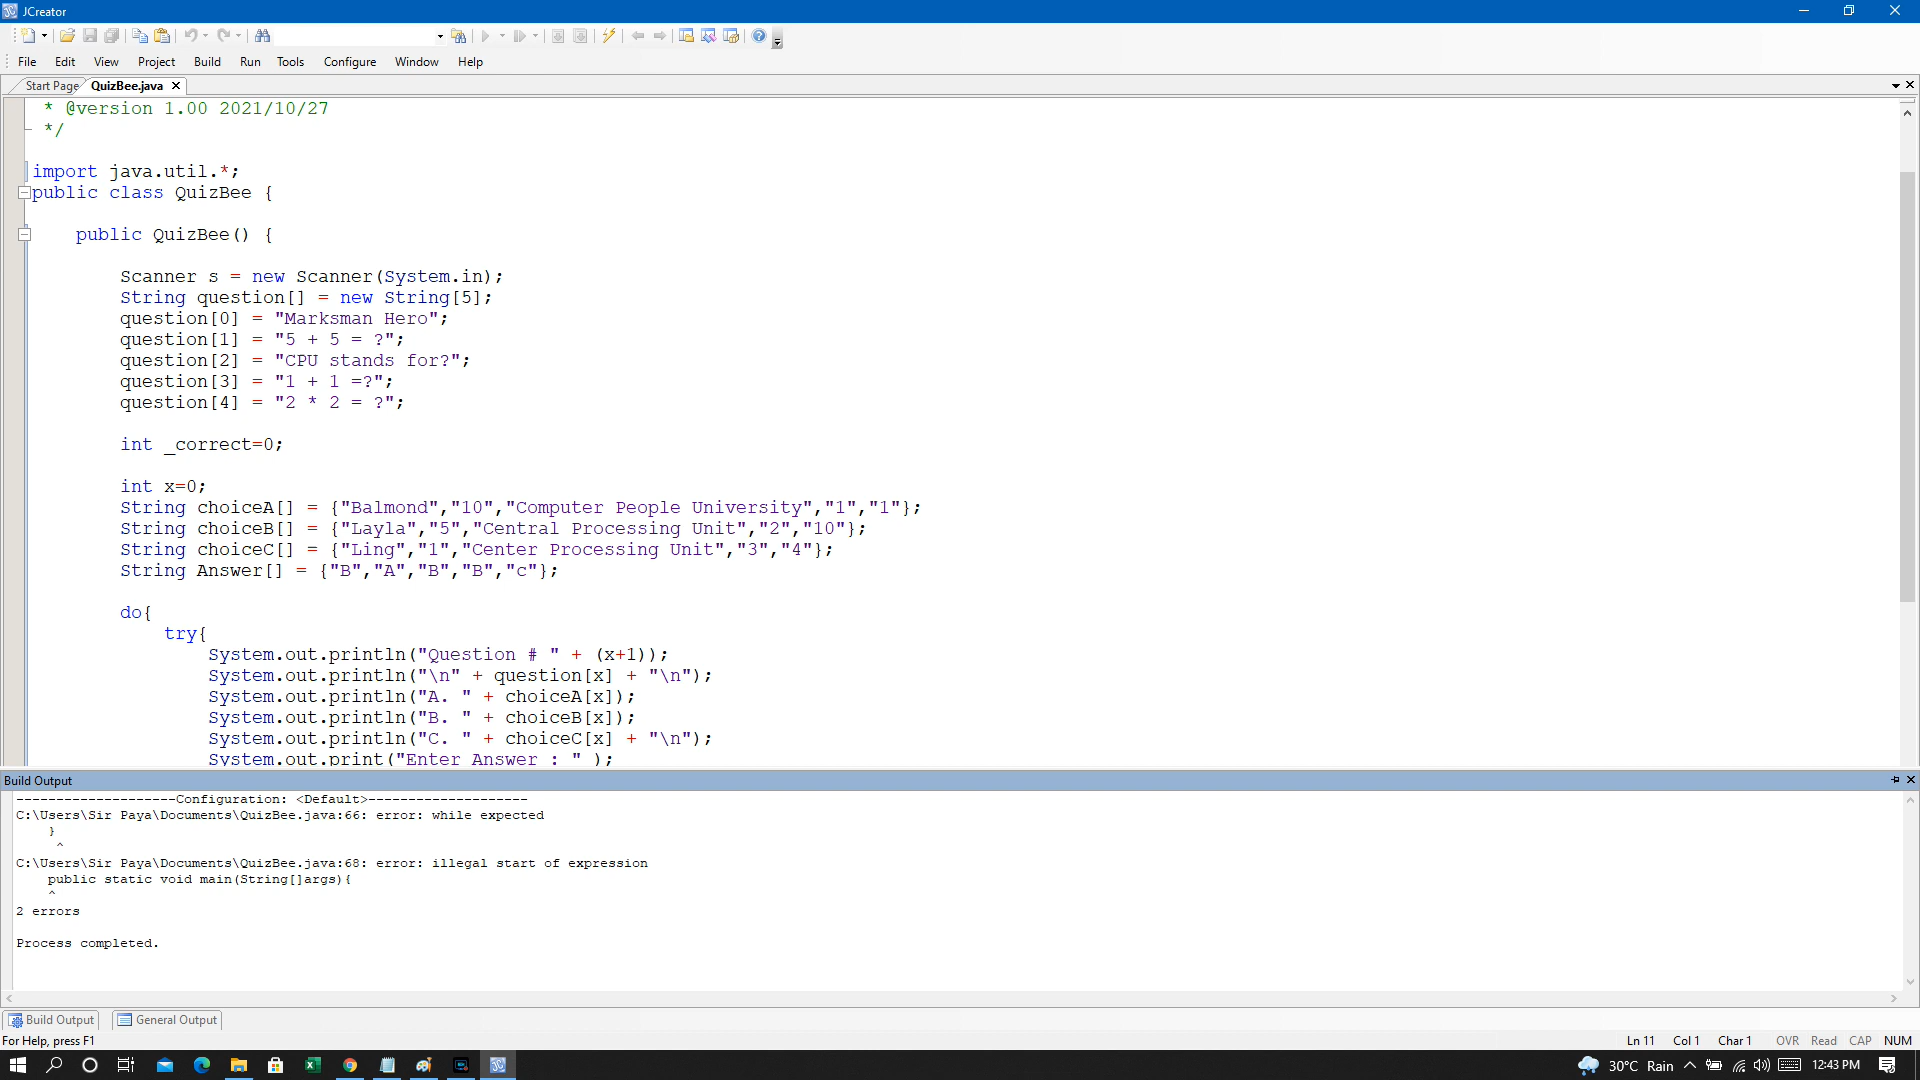 JCreator
File Edit View Project Build Run Tools Configure Window Help
Start Page QuizBee.java
* @version 1.00 2021/10/27
*/
import java.util.*;
public class QuizBee {
public QuizBee() {
Scanner s = new Scanner(System.in);
String question[] = new String[5];
question[0] = "Marksman Hero";
question[1] = "5 + 5 = ?";
question[2] = "CPU stands for?";
question[3] = "1 + 1 =?";
question[4] = "2 * 2 = ?";
int _correct=0;
int x=0;
String choiceA[] = {"Balmond","10","Computer People University","1","1"};
String choiceB[] = {"Layla","5","Central Processing Unit","2","10"};
String choiceC[] = {"Ling","1","Center Processing Unit","3","4"};
String Answer[] = {"B","A","B","B","c"};
do{
try{
System.out.println("Question # " + (x+1));
System.out.println("\n" + question[x] + "\n");
System.out.println("A. " + choiceA[x]);
System.out.println("B. " + choiceB[x]);
System.out.println("C. " + choiceC[x] + "\n");
System.out.print("Enter Answer : " );
Build Output
--------------------Configuration: <Default>--------------------
C:\Users\Sir Paya\Documents\QuizBee.java:66: error: while expected
}
^
C:\Users\Sir Paya\Documents\QuizBee.java:68: error: illegal start of expression
public static void main(String[]args){
^
2 errors
Process completed.
Build Output General Output
For Help, press F1 Ln 11 Col 1 Char 1 OVR Read CAP NUM
30°C Rain 12:43 PM